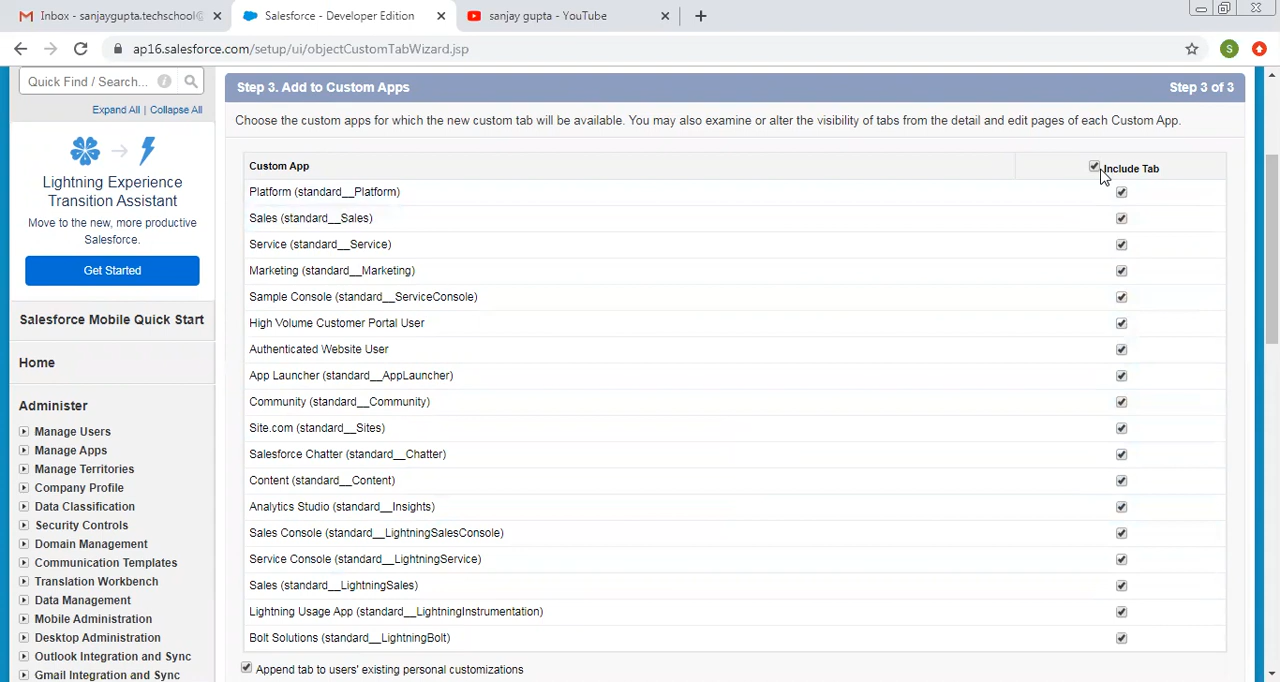 Inbox - sanjaygupta.techschool@
Salesforce - Developer Edition
sanjay gupta - YouTube
ap16.salesforce.com/setup/ui/objectCustomTabWizard.jsp
S
Quick Find / Search...
Expand All | Collapse All
Lightning Experience
Transition Assistant
Move to the new, more productive
Salesforce.
Get Started
Salesforce Mobile Quick Start
Home
Administer
Manage Users
Manage Apps
Manage Territories
Company Profile
Data Classification
Security Controls
Domain Management
Communication Templates
Translation Workbench
Data Management
Mobile Administration
Desktop Administration
Outlook Integration and Sync
Gmail Integration and Sync
Step 3. Add to Custom Apps
Step 3 of 3
Choose the custom apps for which the new custom tab will be available. You may also examine or alter the visibility of tabs from the detail and edit pages of each Custom App.
Custom App
Include Tab
Platform (standard__Platform)
Sales (standard__Sales)
Service (standard__Service)
Marketing (standard__Marketing)
Sample Console (standard__ServiceConsole)
High Volume Customer Portal User
Authenticated Website User
App Launcher (standard__AppLauncher)
Community (standard__Community)
Site.com (standard__Sites)
Salesforce Chatter (standard__Chatter)
Content (standard__Content)
Analytics Studio (standard__Insights)
Sales Console (standard__LightningSalesConsole)
Service Console (standard__LightningService)
Sales (standard__LightningSales)
Lightning Usage App (standard__LightningInstrumentation)
Bolt Solutions (standard__LightningBolt)
Append tab to users' existing personal customizations